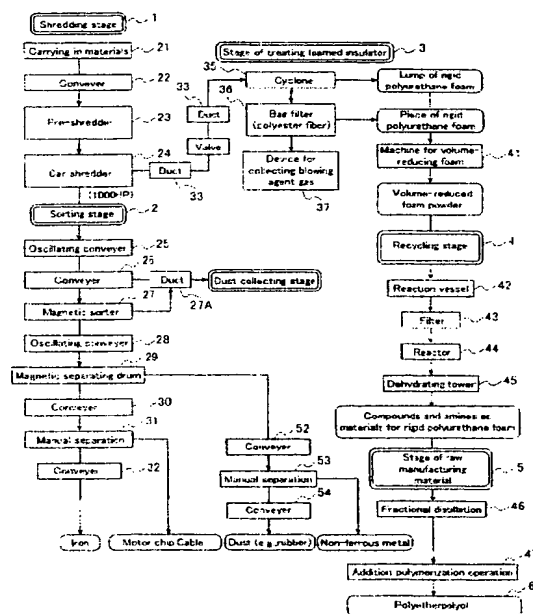 Shredding stage
1
Carrying in materials
21
Conveyer
22
Pre-shredder
23
Car shredder
24
(1000HP)
Duct
33
Valve
Duct
33
Stage of creating foamed insulator
3
35
Cyclone
36
Bag filter
(polyester fiber)
Device for
collecting blowing
agent gas
37
Lump of rigid
polyurethane foam
Piece of rigid
polyurethane foam
Machine for volume-
reducing foam
41
Volume-reduced
foam powder
Sorting stage
2
Oscillating conveyer
25
Conveyer
26
Duct
27A
Dust collecting stage
Magnetic sorter
27
Oscillating conveyer
28
Magnetic separating drum
29
Conveyer
30
Manual separation
31
Conveyer
Conveyer
52
Manual separation
53
Conveyer
54
Iron
Motor chip Cable
Dust (e.g.rubber)
Non-ferrous metal
Recycling stage
4
Reaction vessel
42
Filter
43
Reactor
44
Dehydrating tower
45
Compounds and amines as
materials for rigid polyurethane foam
Stage of raw
manufacturing
material
5
Fractional distillation
46
Addition polymerization operation
47
Polyetherpolyol
6